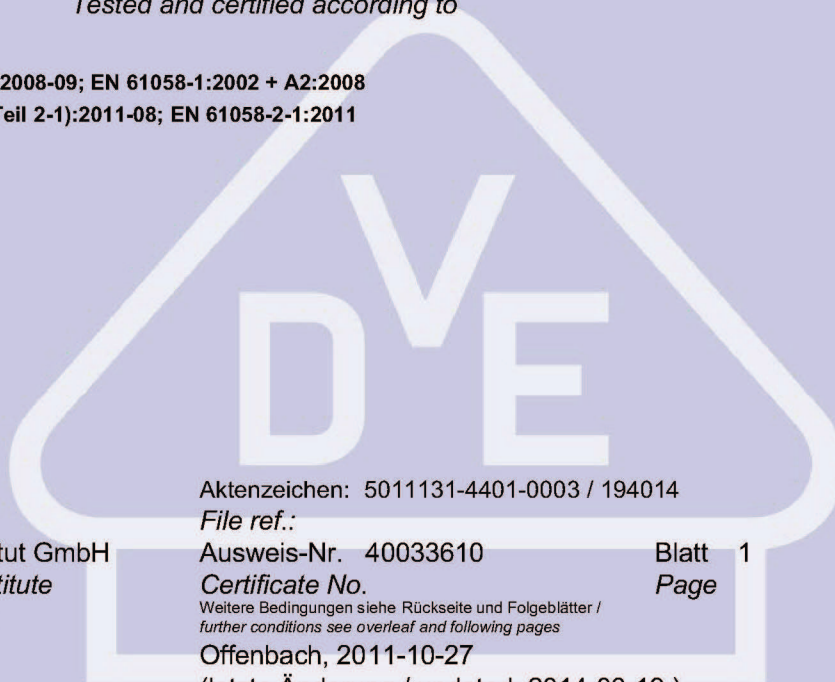 Tested and certified according to
2008-09; EN 61058-1:2002 + A2:2008
Teil 2-1):2011-08; EN 61058-2-1:2011
VDE
Aktenzeichen: 5011131-4401-0003 / 194014
File ref.:
tut GmbH Ausweis-Nr. 40033610 Blatt 1
titute Certificate No. Page
Weitere Bedingungen siehe Rückseite und Folgeblätter /
further conditions see overleaf and following pages
Offenbach, 2011-10-27